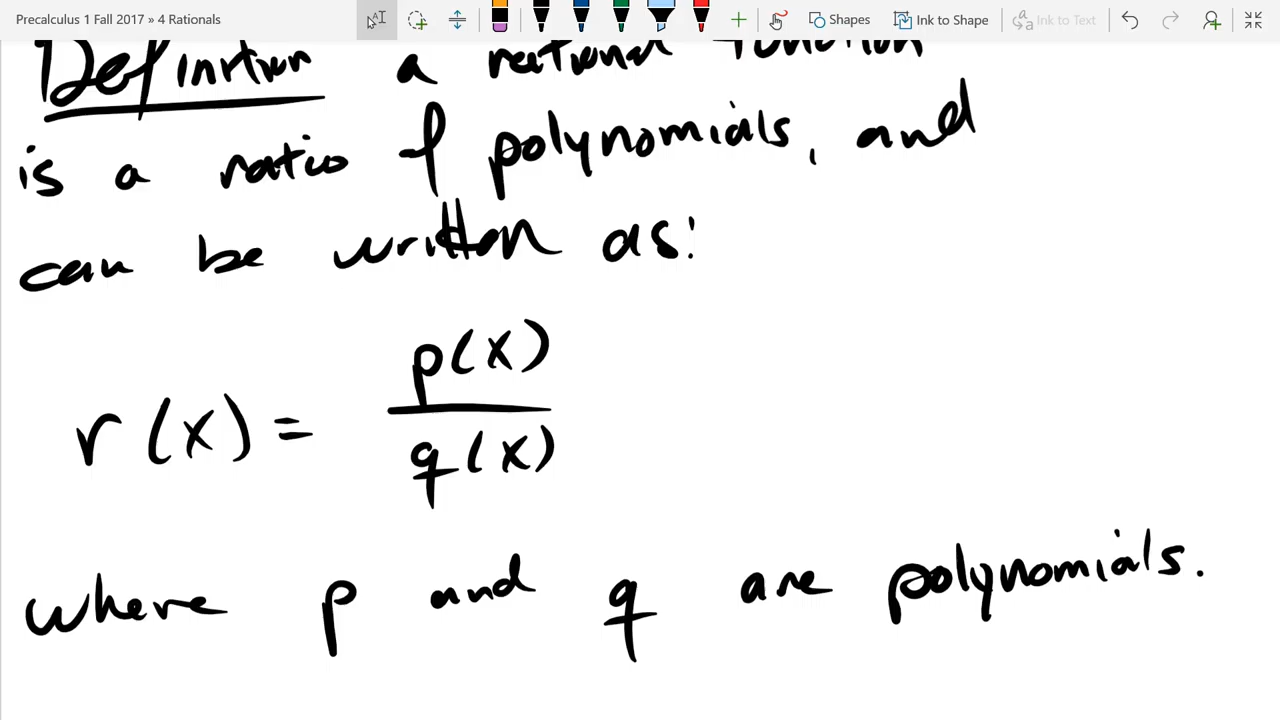 Precalculus 1 Fall 2017 » 4 Rationals
Shapes
Ink to Shape
Ink to Text
Definition a rational function
is a ratio of polynomials, and
can be written as:
p(x)
r(x) =
q(x)
where p and q are polynomials.